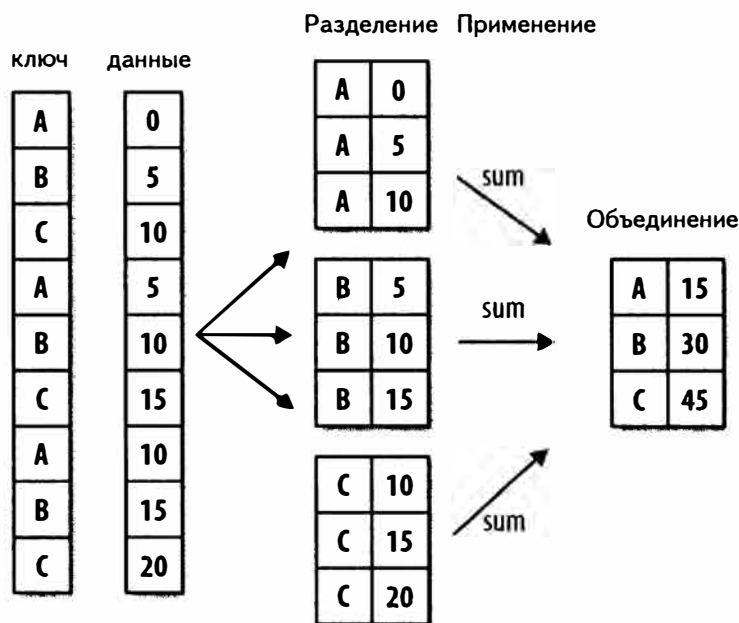 Разделение Применение
ключ данные
A 0
B 5
C 10
A 5
B 10
C 15
A 10
B 15
C 20
A 0
A 5
A 10
B 5
B 10
B 15
C 10
C 15
C 20
sum
sum
sum
Объединение
A 15
B 30
C 45